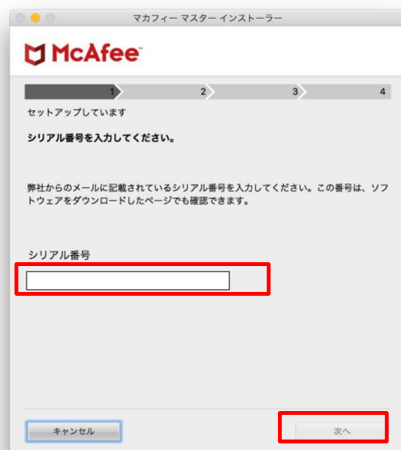 マカフィー マスター インストーラー
McAfee
1 2 3 4
セットアップしています
シリアル番号を入力してください。
弊社からのメールに記載されているシリアル番号を入力してください。この番号は、ソフ
トウェアをダウンロードしたページでも確認できます。
シリアル番号
キャンセル 次へ